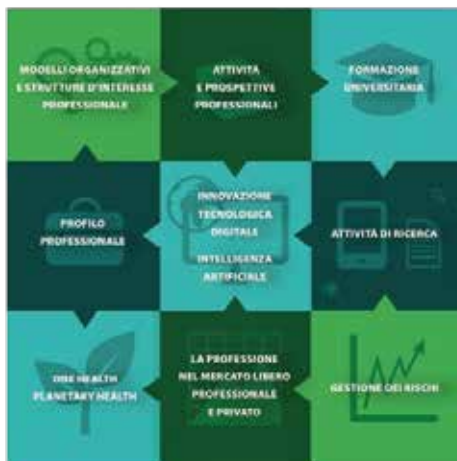 MODELLI ORGANIZZATIVI
E STRUTTURE D'INTERESSE
PROFESSIONALE
ATTIVITÀ
E PROSPETTIVE
PROFESSIONALI
FORMAZIONE
UNIVERSITARIA
PROFILO
PROFESSIONALE
INNOVAZIONE
TECNOLOGICA
DIGITALE
INTELLIGENZA
ARTIFICIALE
ATTIVITÀ DI RICERCA
ONE HEALTH
PLANETARY HEALTH
LA PROFESSIONE
NEL MERCATO LIBERO
PROFESSIONALE
E PRIVATO
GESTIONE DEI RISCHI